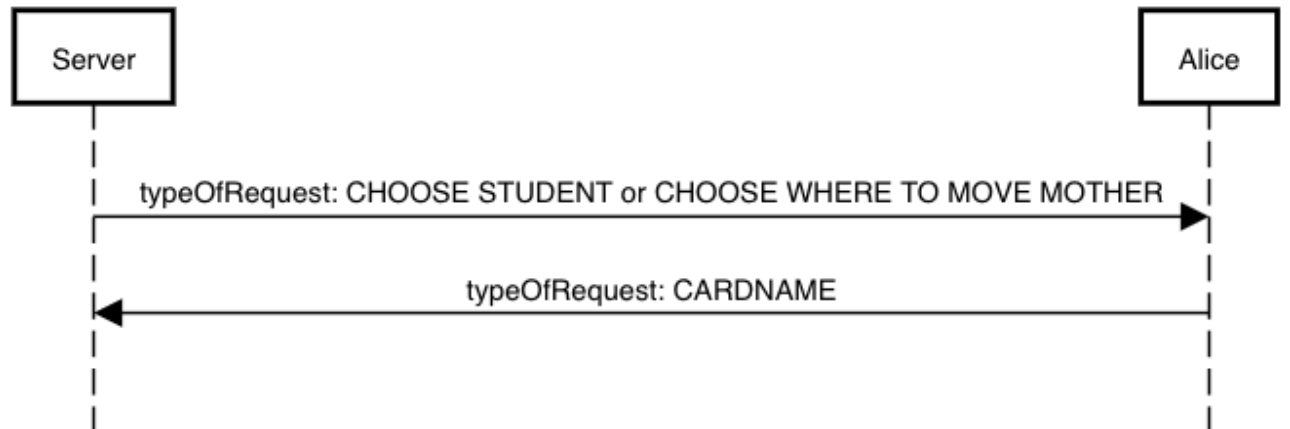 Server
Alice
typeOfRequest: CHOOSE STUDENT or CHOOSE WHERE TO MOVE MOTHER
typeOfRequest: CARDNAME